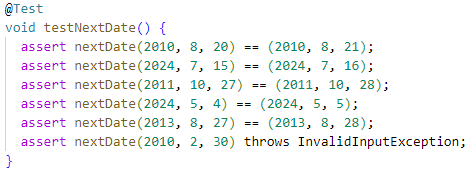 @Test
void testNextDate() {
assert nextDate(2010, 8, 20) == (2010, 8, 21);
assert nextDate(2024, 7, 15) == (2024, 7, 16);
assert nextDate(2011, 10, 27) == (2011, 10, 28);
assert nextDate(2024, 5, 4) == (2024, 5, 5);
assert nextDate(2013, 8, 27) == (2013, 8, 28);
assert nextDate(2010, 2, 30) throws InvalidInputException;
}